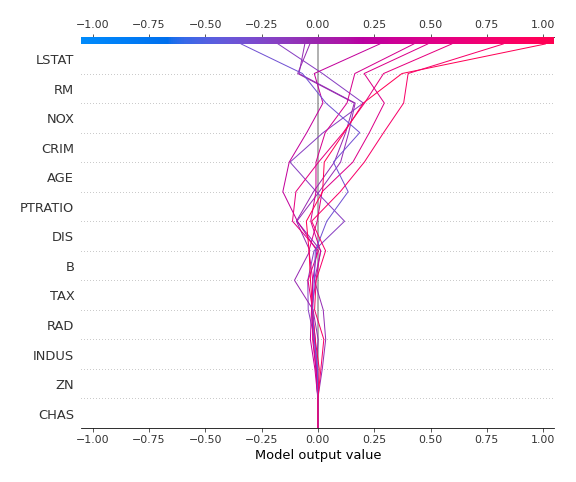 −1.00 −0.75 −0.50 −0.25 0.00 0.25 0.50 0.75 1.00
LSTAT
RM
NOX
CRIM
AGE
PTRATIO
DIS
B
TAX
RAD
INDUS
ZN
CHAS
−1.00 −0.75 −0.50 −0.25 0.00 0.25 0.50 0.75 1.00
Model output value